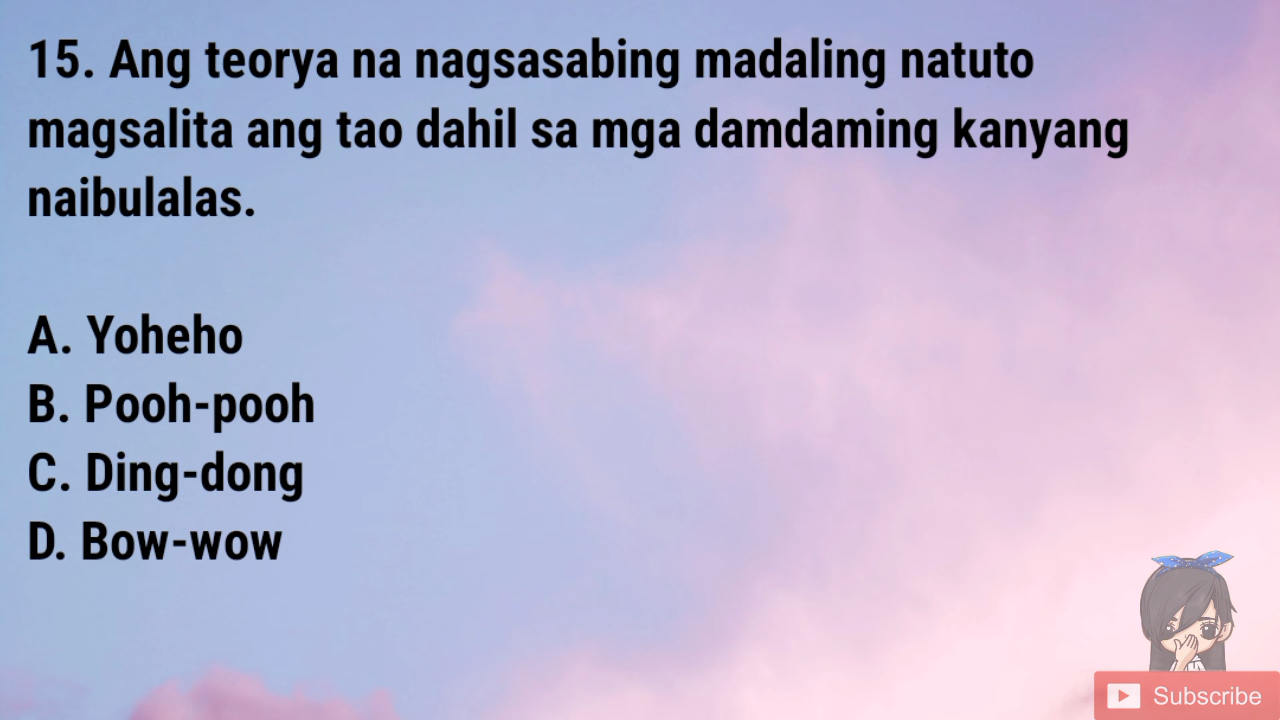 15. Ang teorya na nagsasabing madaling natuto
magsalita ang tao dahil sa mga damdaming kanyang
naibulalas.
A. Yoheho
B. Pooh-pooh
C. Ding-dong
D. Bow-wow
Subscribe